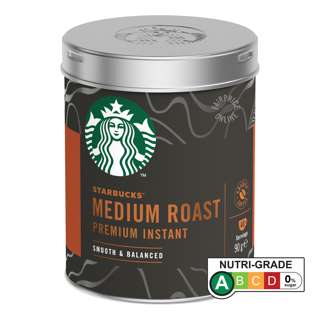 STARBUCKS
MEDIUM ROAST
PREMIUM INSTANT
SMOOTH & BALANCED
90g
NUTRI-GRADE
A B C D 0%
sugar